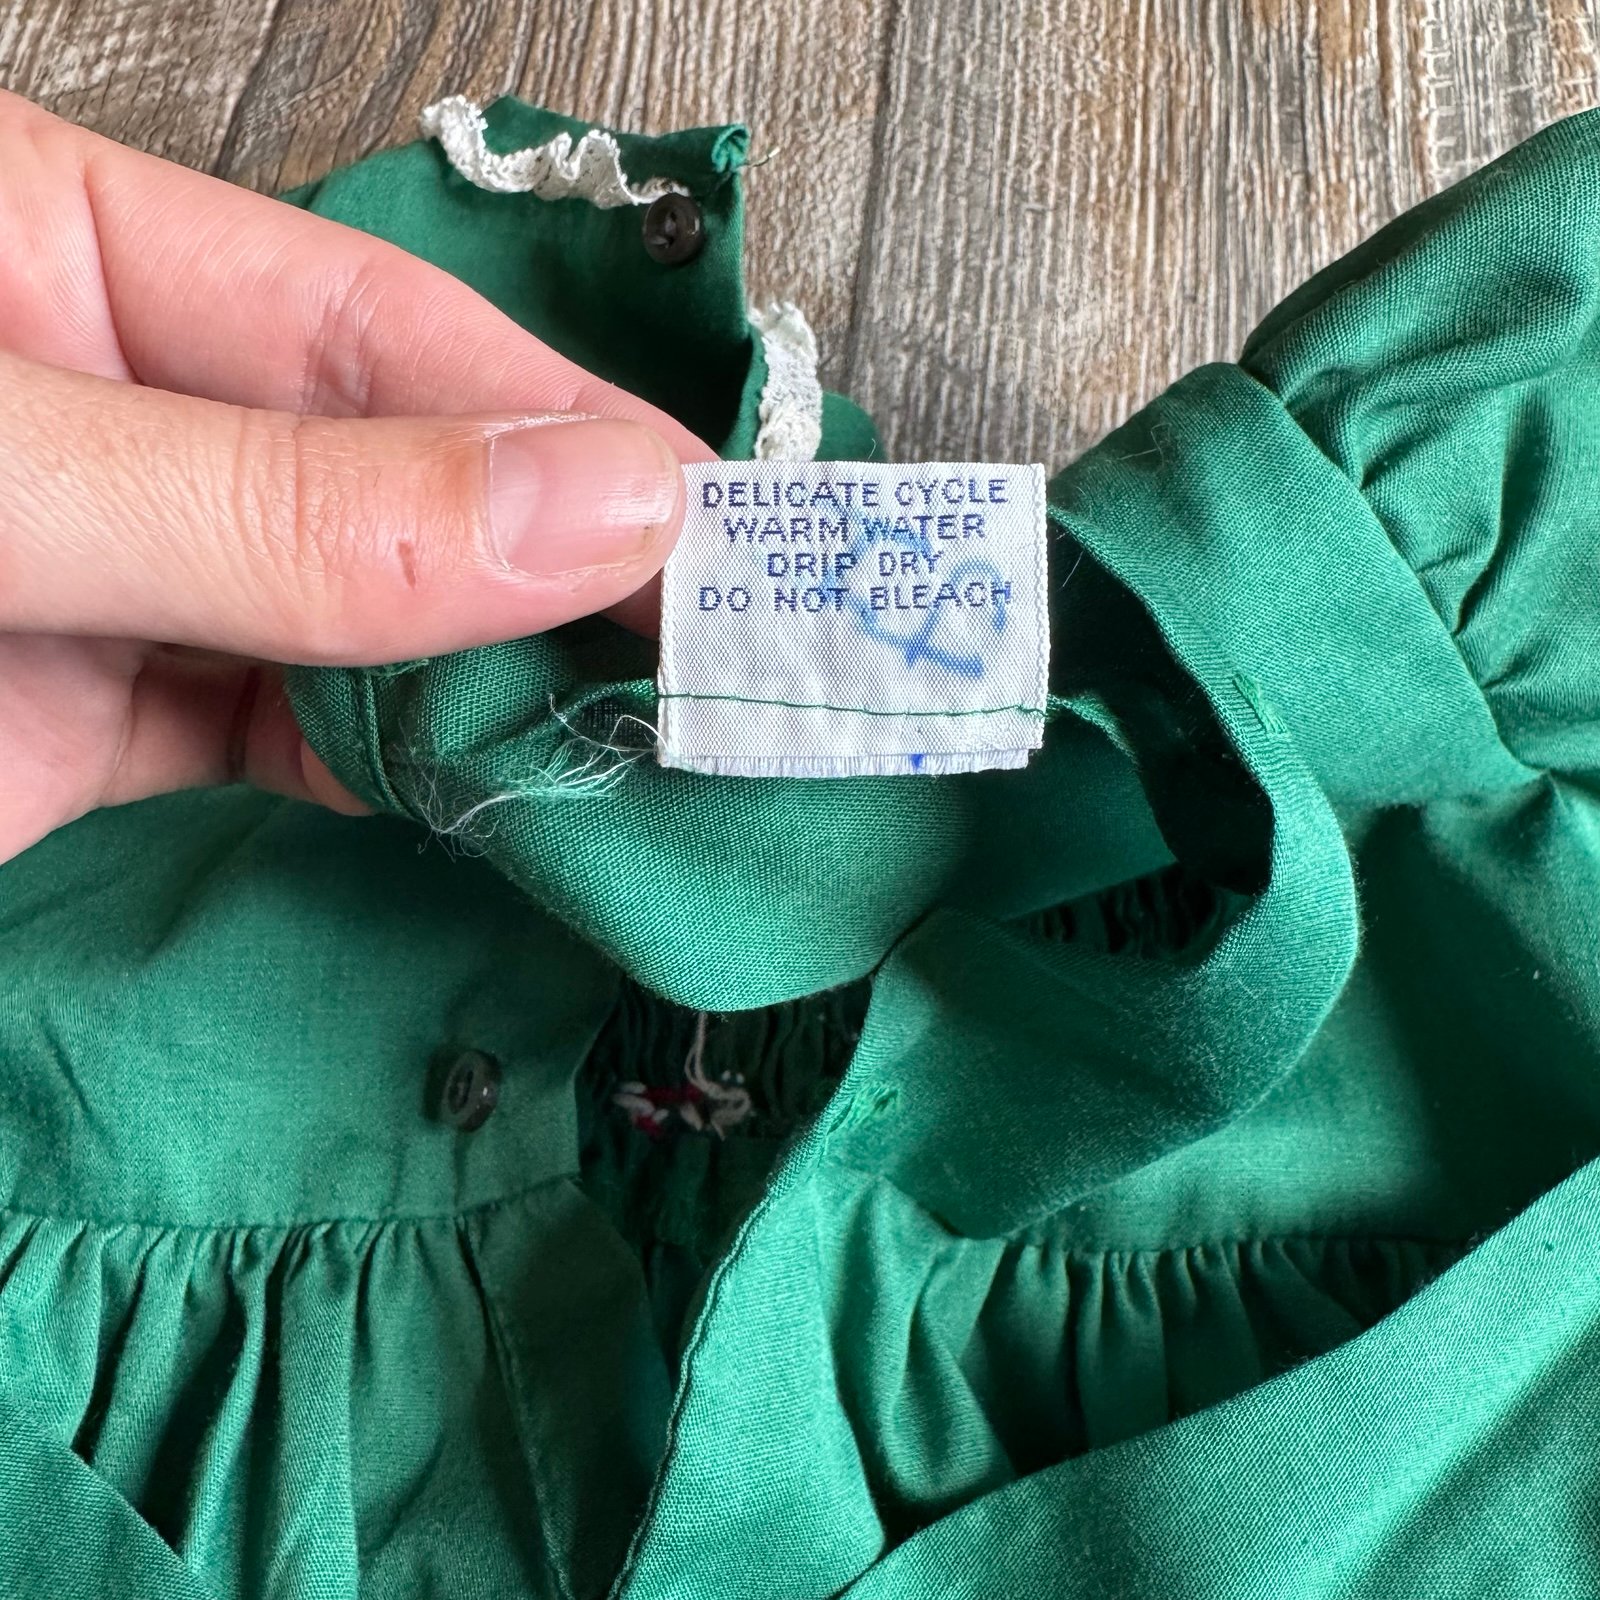 DELICATE CYCLE
WARM WATER
DRIP DRY
DO NOT BLEACH